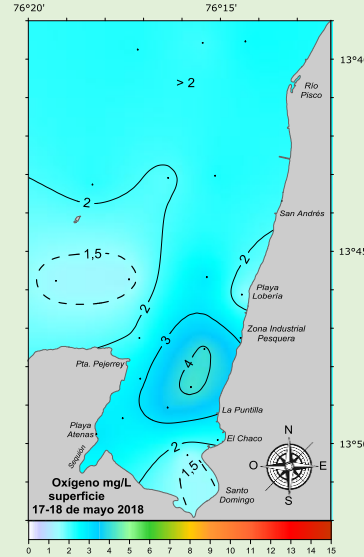 76°20'
76°15'
13°4
> 2
Río
Pisco
2
San Andrés
13°45
1,5
2
Playa
Lobería
2
3
Zona Industrial
Pesquera
4
Pta. Pejerrey
La Puntilla
Playa
Atenas
2
El Chaco
13°50
Sequión
1,5
N
O
E
S
Santo
Domingo
Oxígeno mg/L
superficie
17-18 de mayo 2018
0 1 2 3 4 5 6 7 8 9 10 11 12 13 15